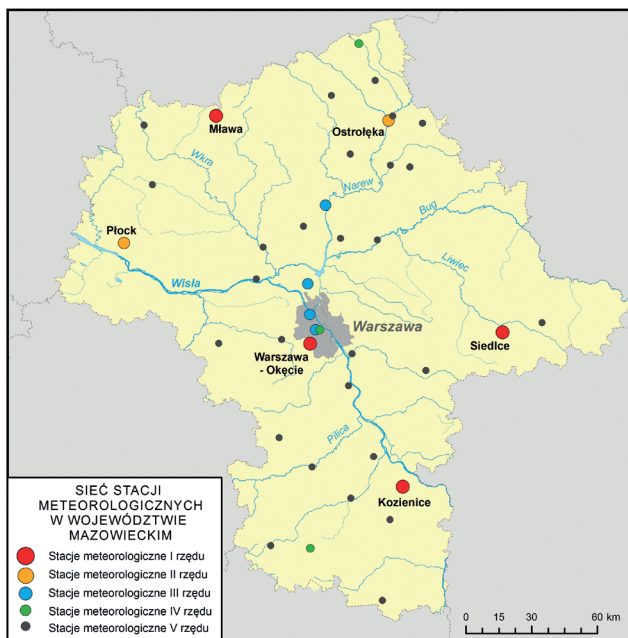 Mława
Ostrołęka
Wkra
Narew
Bug
Płock
Liwiec
Wisła
Warszawa
Siedlce
Warszawa
- Okęcie
Pilica
Kozienice
SIEĆ STACJI
METEOROLOGICZNYCH
W WOJEWÓDZTWIE
MAZOWIECKIM
Stacje meteorologiczne I rzędu
Stacje meteorologiczne II rzędu
Stacje meteorologiczne III rzędu
Stacje meteorologiczne IV rzędu
Stacje meteorologiczne V rzędu
0 15 30 60 km